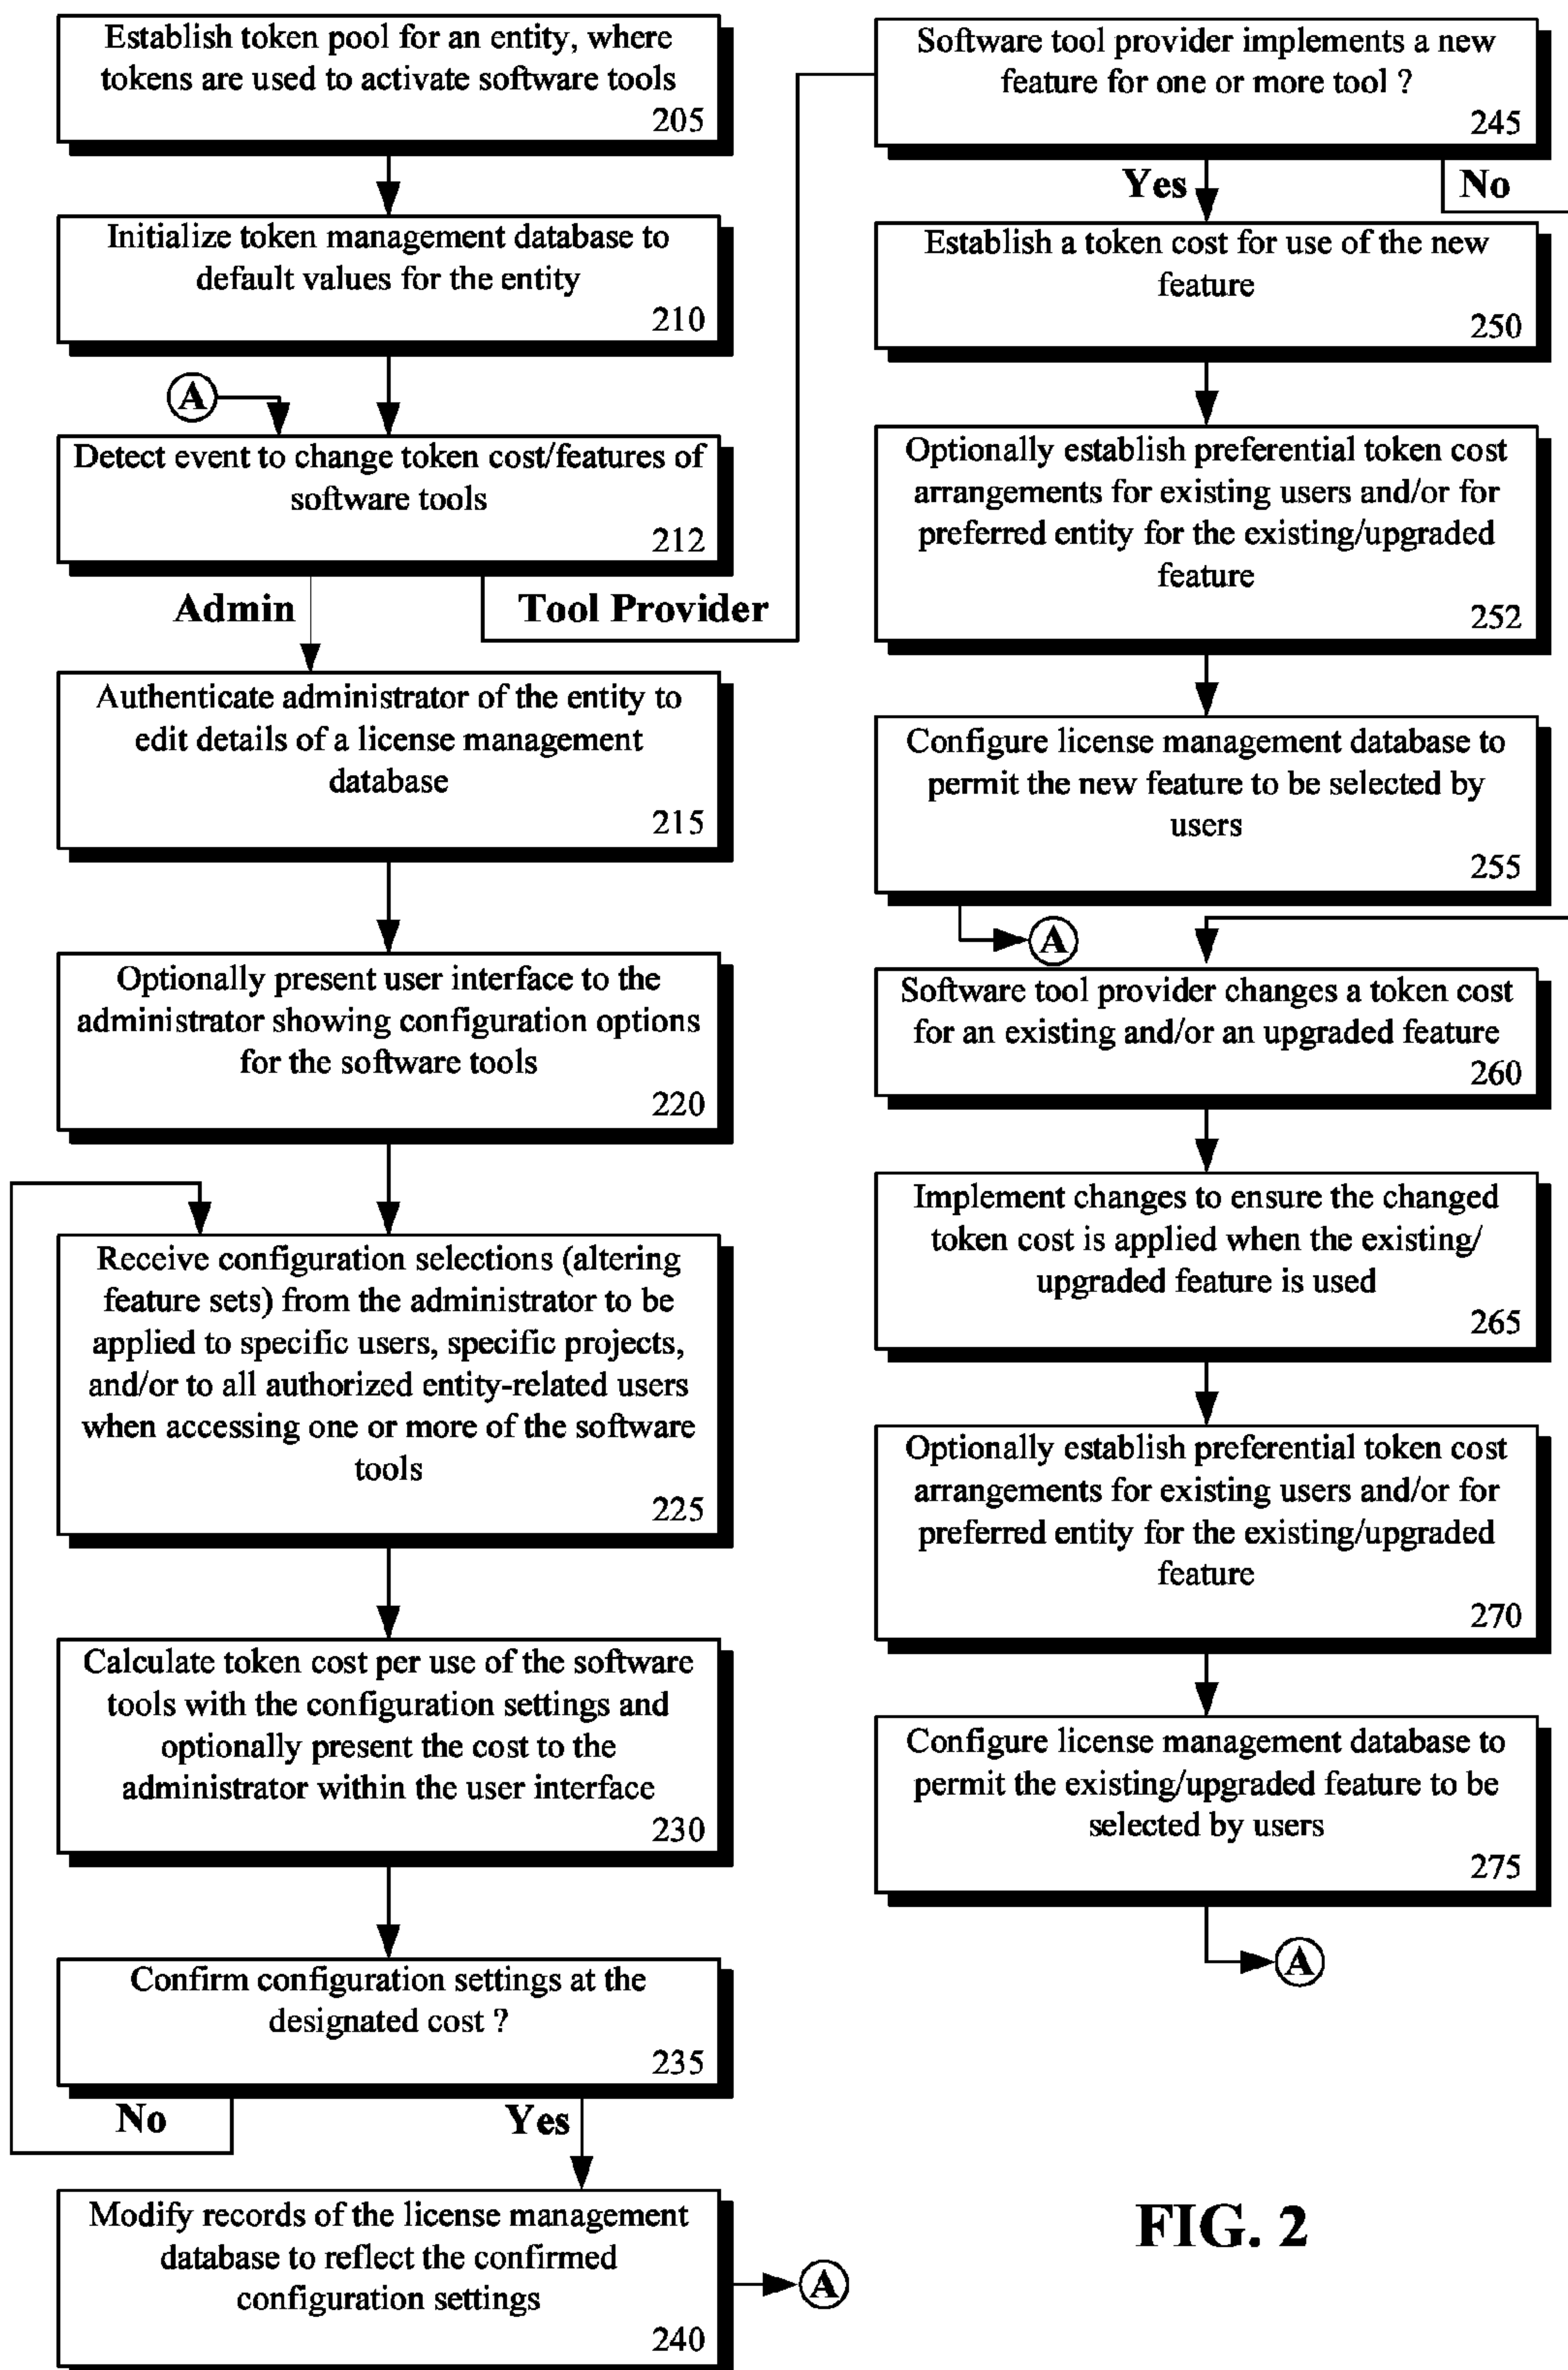 Establish token pool for an entity, where
tokens are used to activate software tools
205
Initialize token management database to
default values for the entity
210
A
Detect event to change token cost/features of
software tools
212
Admin
Tool Provider
Authenticate administrator of the entity to
edit details of a license management
database
215
Optionally present user interface to the
administrator showing configuration options
for the software tools
220
Receive configuration selections (altering
feature sets) from the administrator to be
applied to specific users, specific projects,
and/or to all authorized entity-related users
when accessing one or more of the software
tools
225
Calculate token cost per use of the software
tools with the configuration settings and
optionally present the cost to the
administrator within the user interface
230
Confirm configuration settings at the
designated cost ?
235
No
Yes
Modify records of the license management
database to reflect the confirmed
configuration settings
240
A
Software tool provider implements a new
feature for one or more tool ?
245
Yes
No
Establish a token cost for use of the new
feature
250
Optionally establish preferential token cost
arrangements for existing users and/or for
preferred entity for the existing/upgraded
feature
252
Configure license management database to
permit the new feature to be selected by
users
255
A
Software tool provider changes a token cost
for an existing and/or an upgraded feature
260
Implement changes to ensure the changed
token cost is applied when the existing/
upgraded feature is used
265
Optionally establish preferential token cost
arrangements for existing users and/or for
preferred entity for the existing/upgraded
feature
270
Configure license management database to
permit the existing/upgraded feature to be
selected by users
275
A
FIG. 2